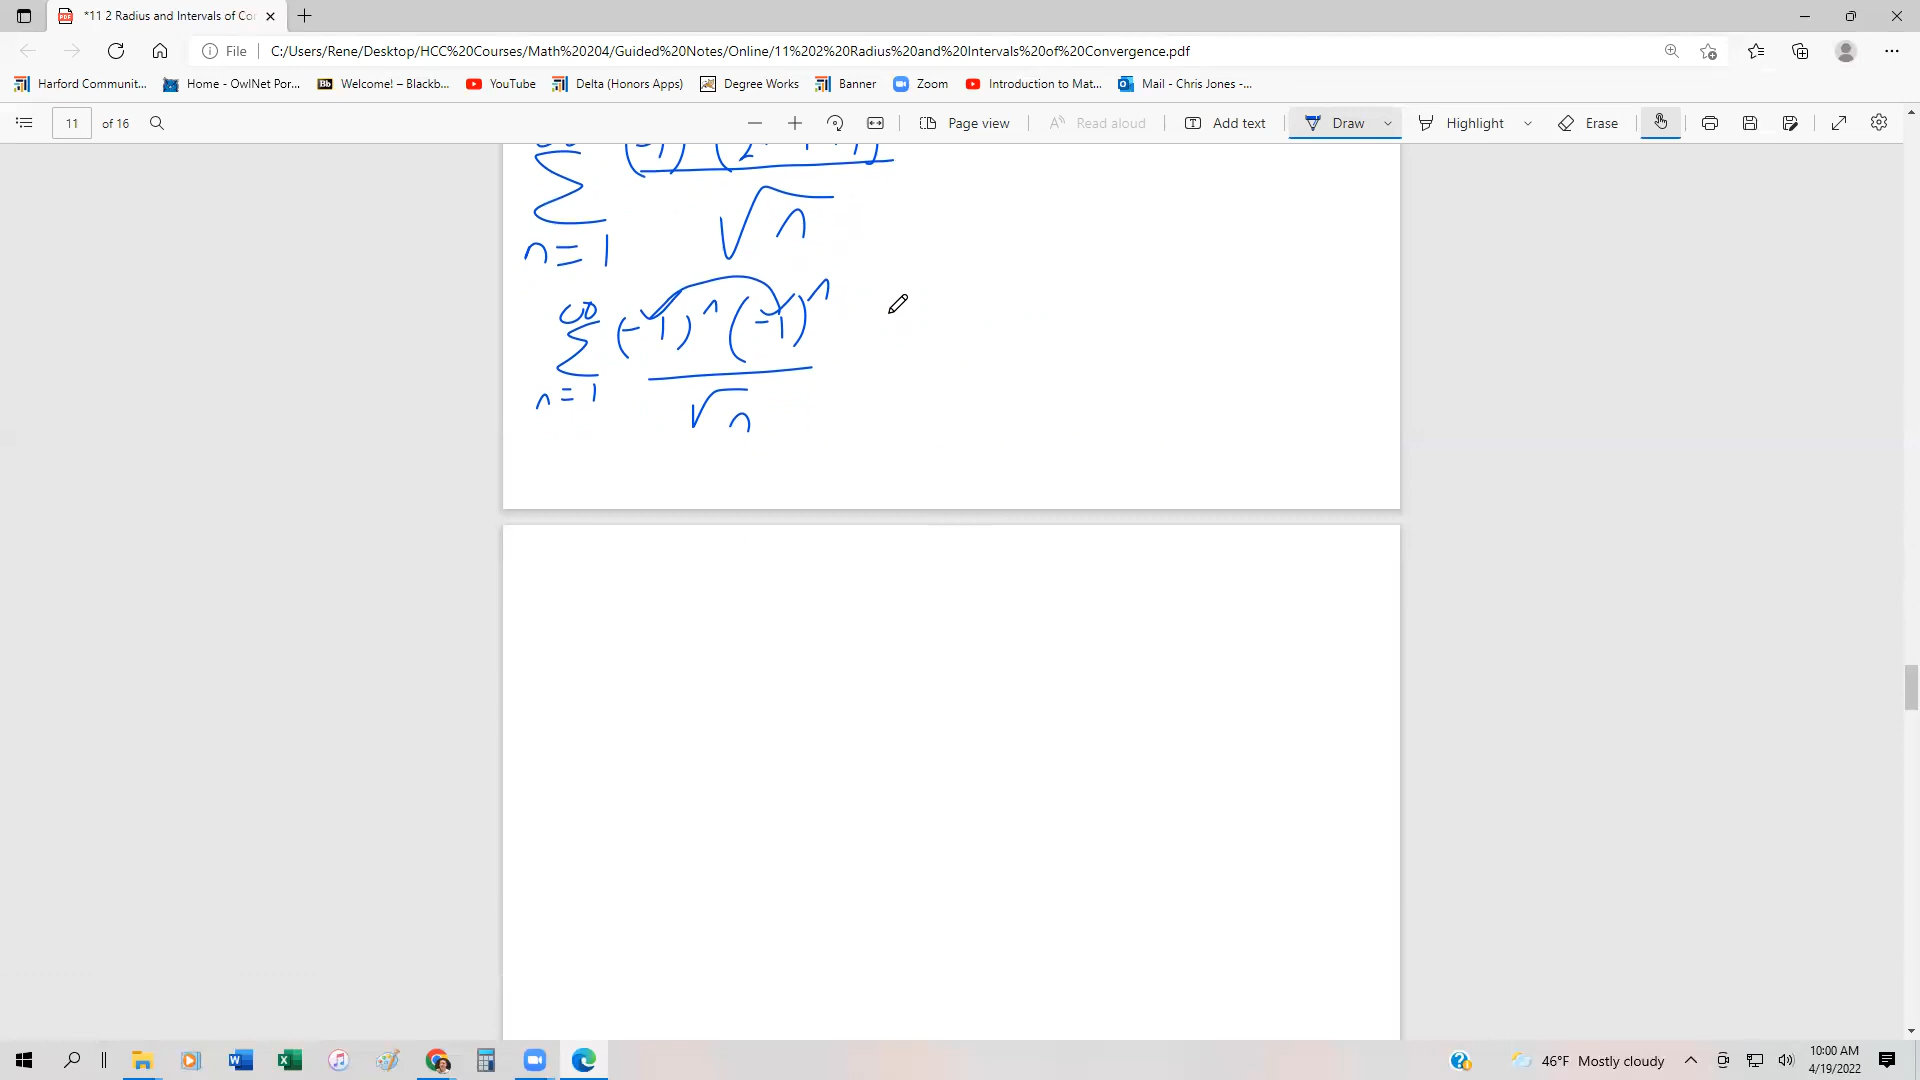 *11 2 Radius and Intervals of Co
File C:/Users/Rene/Desktop/HCC%20Courses/Math%20204/Guided%20Notes/Online/11%202%20Radius%20and%20Intervals%20of%20Convergence.pdf
Harford Communit... Home - OwlNet Por... Welcome! – Blackb... YouTube Delta (Honors Apps) Degree Works Banner Zoom Introduction to Mat... Mail - Chris Jones -...
11 of 16 Page view Read aloud Add text Draw Highlight Erase
∑
√n
n = 1
∞
∑ (-1)^n (-1)^n
n = 1
√n
46°F Mostly cloudy 10:00 AM
4/19/2022